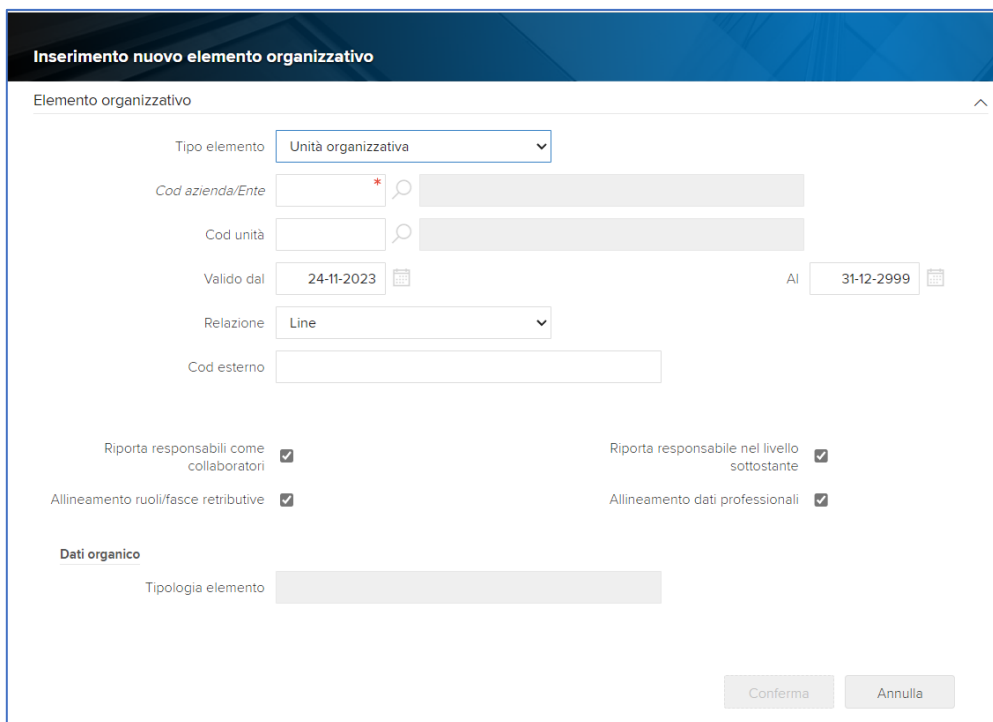 Inserimento nuovo elemento organizzativo
Elemento organizzativo
Tipo elemento Unità organizzativa
Cod azienda/Ente *
Cod unità
Valido dal 24-11-2023 Al 31-12-2999
Relazione Line
Cod esterno
Riporta responsabili come
collaboratori
Riporta responsabile nel livello
sottostante
Allineamento ruoli/fasce retributive Allineamento dati professionali
Dati organico
Tipologia elemento
Conferma Annulla